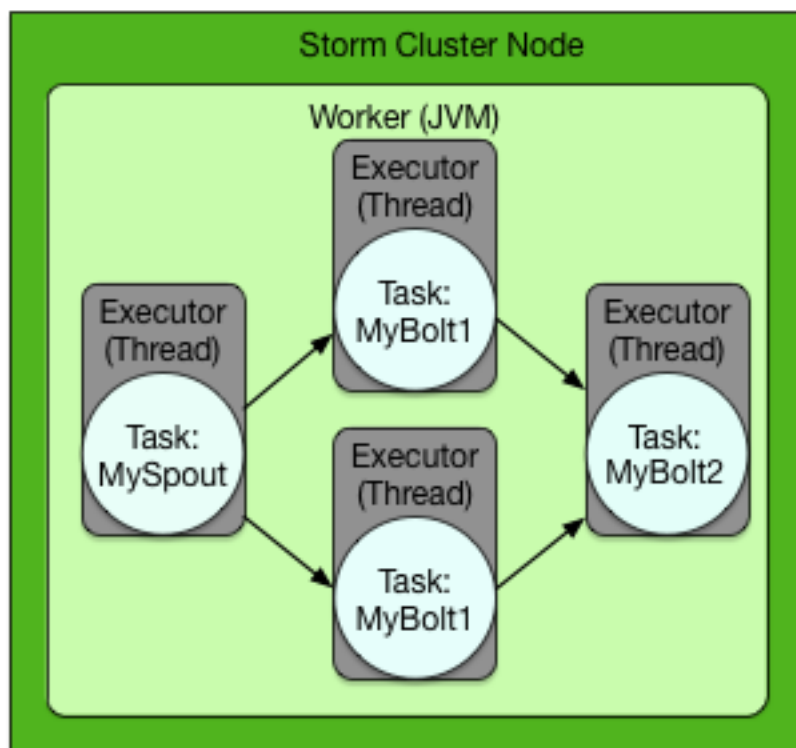 Storm Cluster Node
Worker (JVM)
Executor
(Thread)
Task:
MyBolt1
Executor
(Thread)
Task:
MySpout
Executor
(Thread)
Task:
MyBolt2
Executor
(Thread)
Task:
MyBolt1